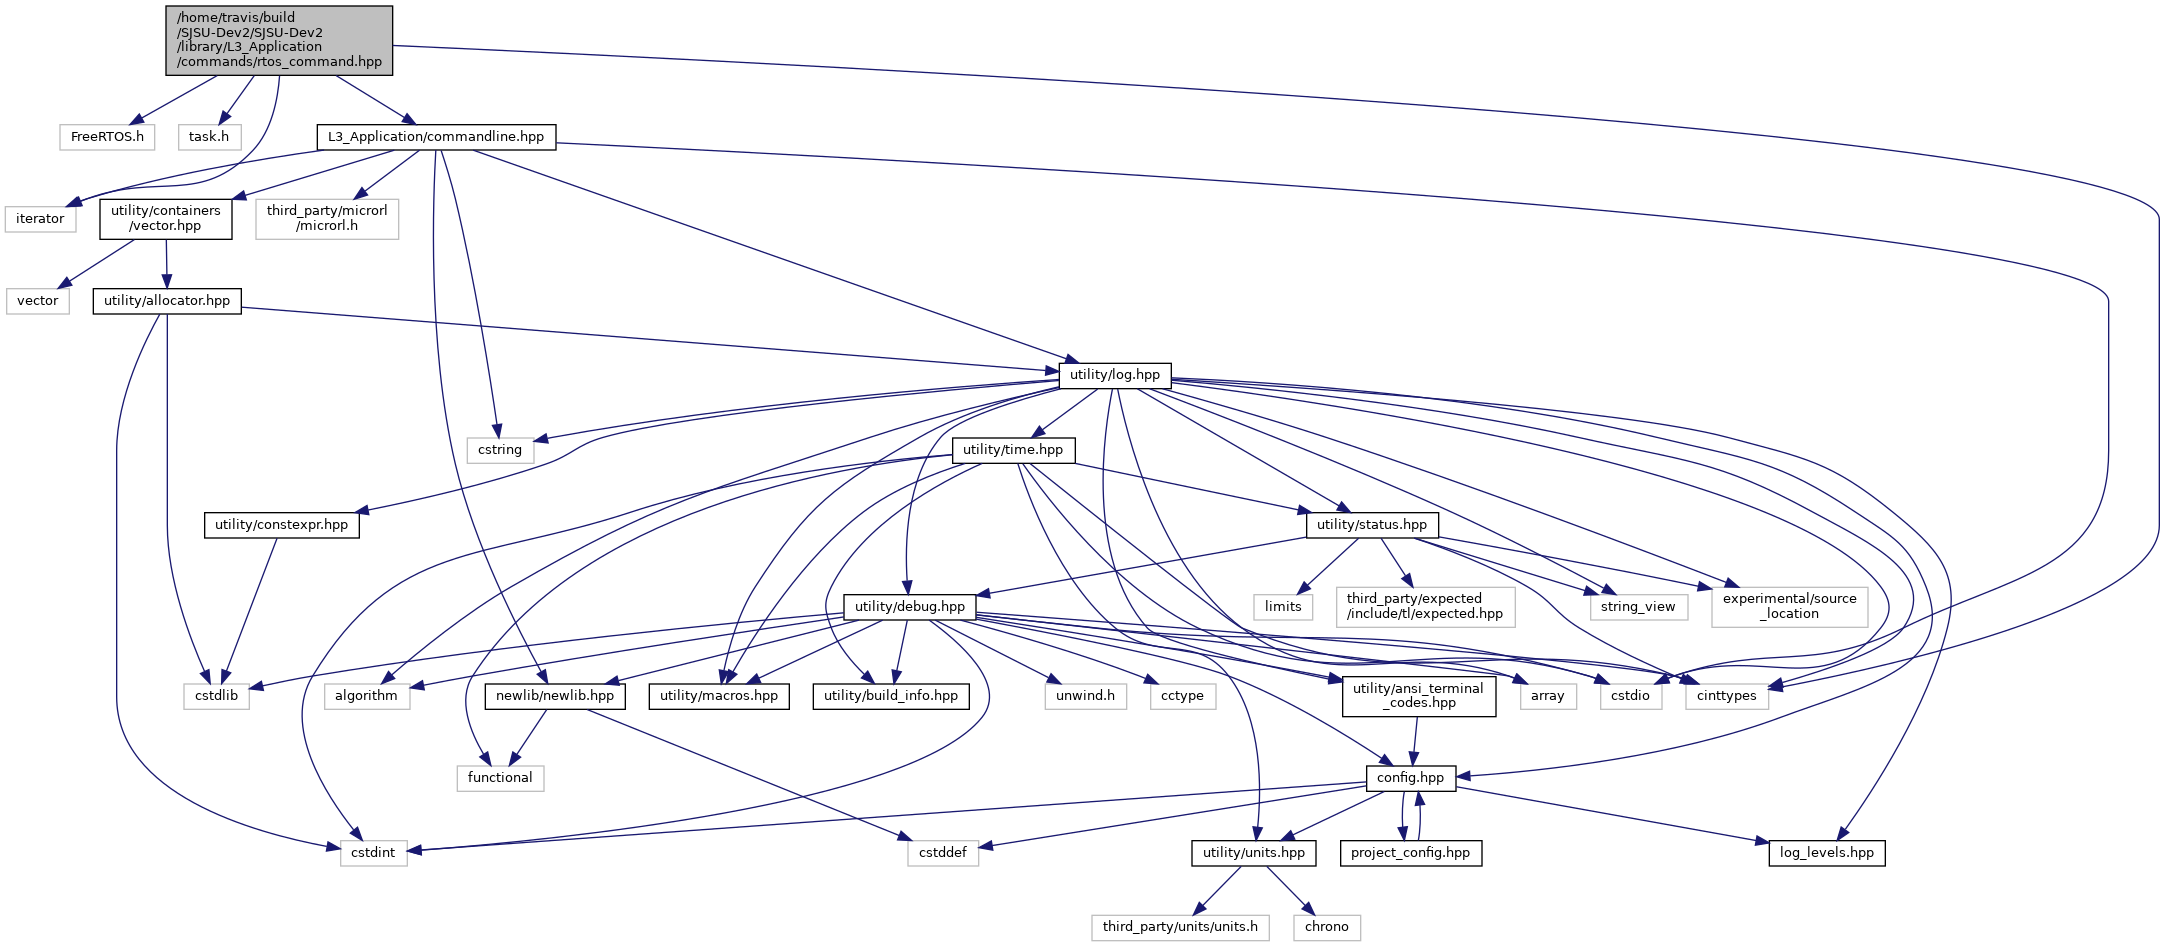 /home/travis/build
/SJSU-Dev2/SJSU-Dev2
/library/L3_Application
/commands/rtos_command.hpp
FreeRTOS.h
task.h
L3_Application/commandline.hpp
iterator
utility/containers
/vector.hpp
third_party/microrl
/microrl.h
vector
utility/allocator.hpp
utility/log.hpp
cstring
utility/time.hpp
utility/constexpr.hpp
utility/status.hpp
utility/debug.hpp
limits
third_party/expected
/include/tl/expected.hpp
string_view
experimental/source
_location
cstdlib
algorithm
newlib/newlib.hpp
utility/macros.hpp
utility/build_info.hpp
unwind.h
cctype
utility/ansi_terminal
_codes.hpp
array
cstdio
cinttypes
functional
config.hpp
cstdint
cstddef
utility/units.hpp
project_config.hpp
log_levels.hpp
third_party/units/units.h
chrono